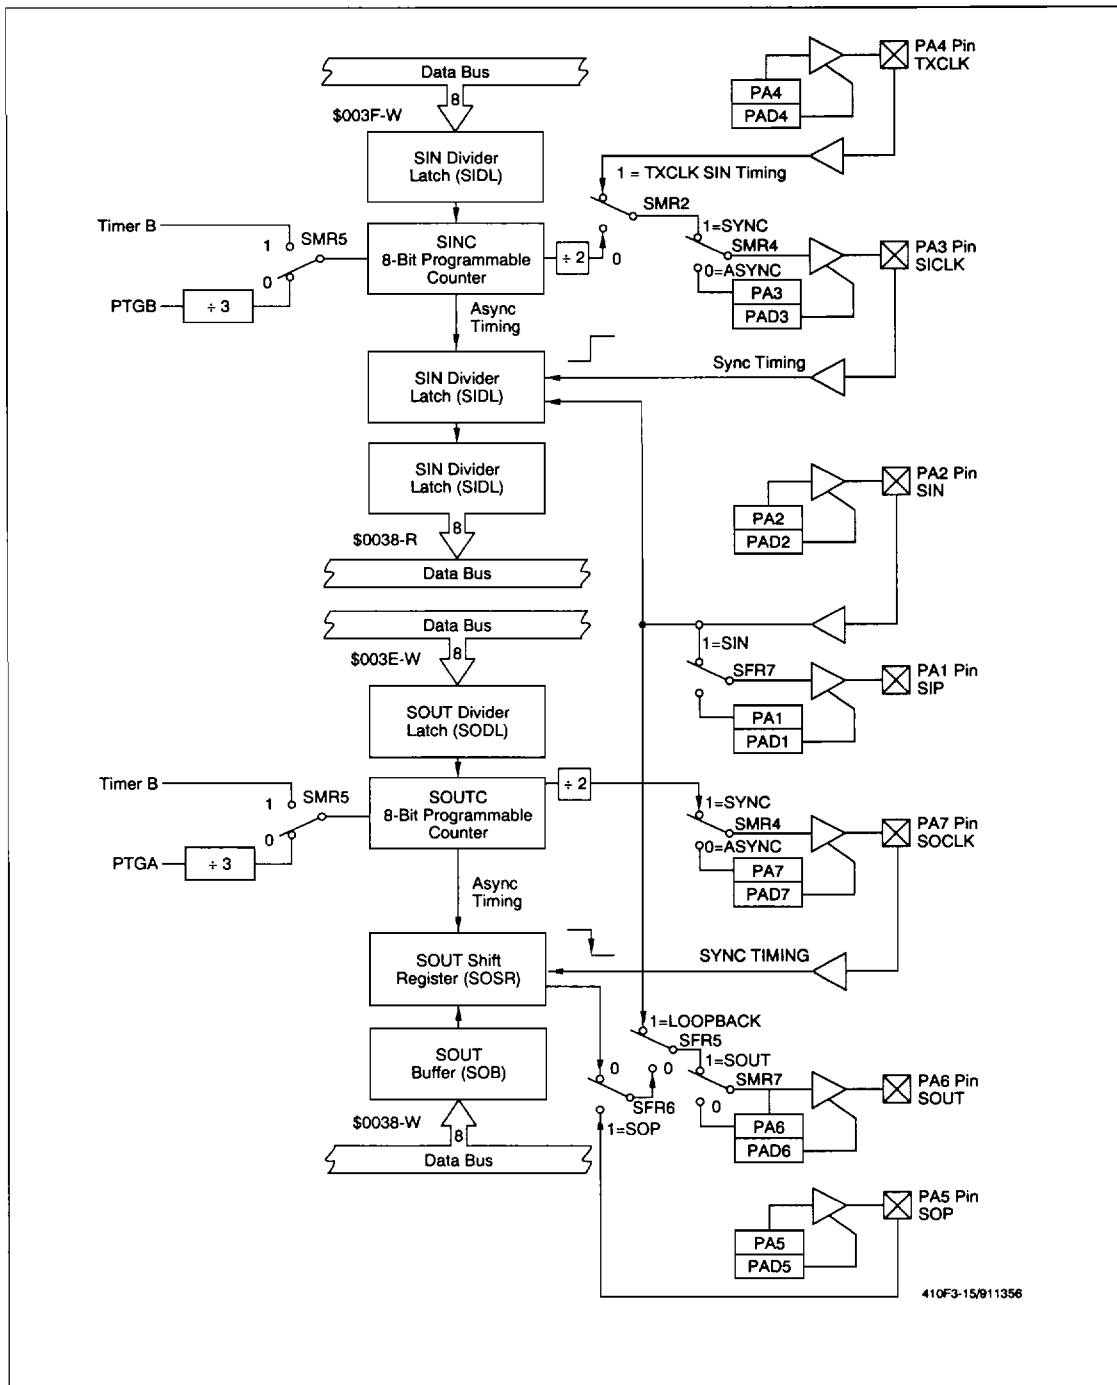 Data Bus
8
$003F-W
SIN Divider
Latch (SIDL)
Timer B
1
SMR5
0
PTGB
÷ 3
SINC
8-Bit Programmable
Counter
÷ 2
0
Async
Timing
SIN Divider
Latch (SIDL)
SIN Divider
Latch (SIDL)
8
$0038-R
Data Bus
PA4 Pin
TXCLK
PA4
PAD4
1 = TXCLK SIN Timing
SMR2
1=SYNC
SMR4
0=ASYNC
PA3 Pin
SICLK
PA3
PAD3
Sync Timing
PA2 Pin
SIN
PA2
PAD2
1=SIN
SFR7
PA1 Pin
SIP
PA1
PAD1
Data Bus
8
$003E-W
SOUT Divider
Latch (SODL)
Timer B
1
SMR5
0
PTGA
÷ 3
SOUTC
8-Bit Programmable
Counter
÷ 2
1=SYNC
SMR4
0=ASYNC
PA7 Pin
SOCLK
PA7
PAD7
Async
Timing
SYNC TIMING
SOUT Shift
Register (SOSR)
SOUT
Buffer (SOB)
$0038-W
8
Data Bus
1=LOOPBACK
SFR5
0
0
SFR6
1=SOP
1=SOUT
SMR7
0
PA6 Pin
SOUT
PA6
PAD6
PA5 Pin
SOP
PA5
PAD5
410F3-15/911356